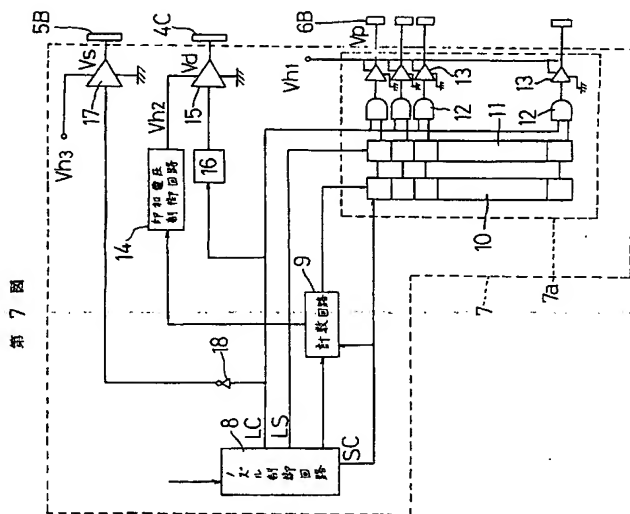 第 7 図
5B
Vs
Vh3
17
4C
Vd
Vh2
15
印加電圧
制御回路
14
16
6B
Vp
Vh1
13
12
13
12
11
10
9
計数回路
18
LC
LS
SC
8
ノズル制御回路
7
7a